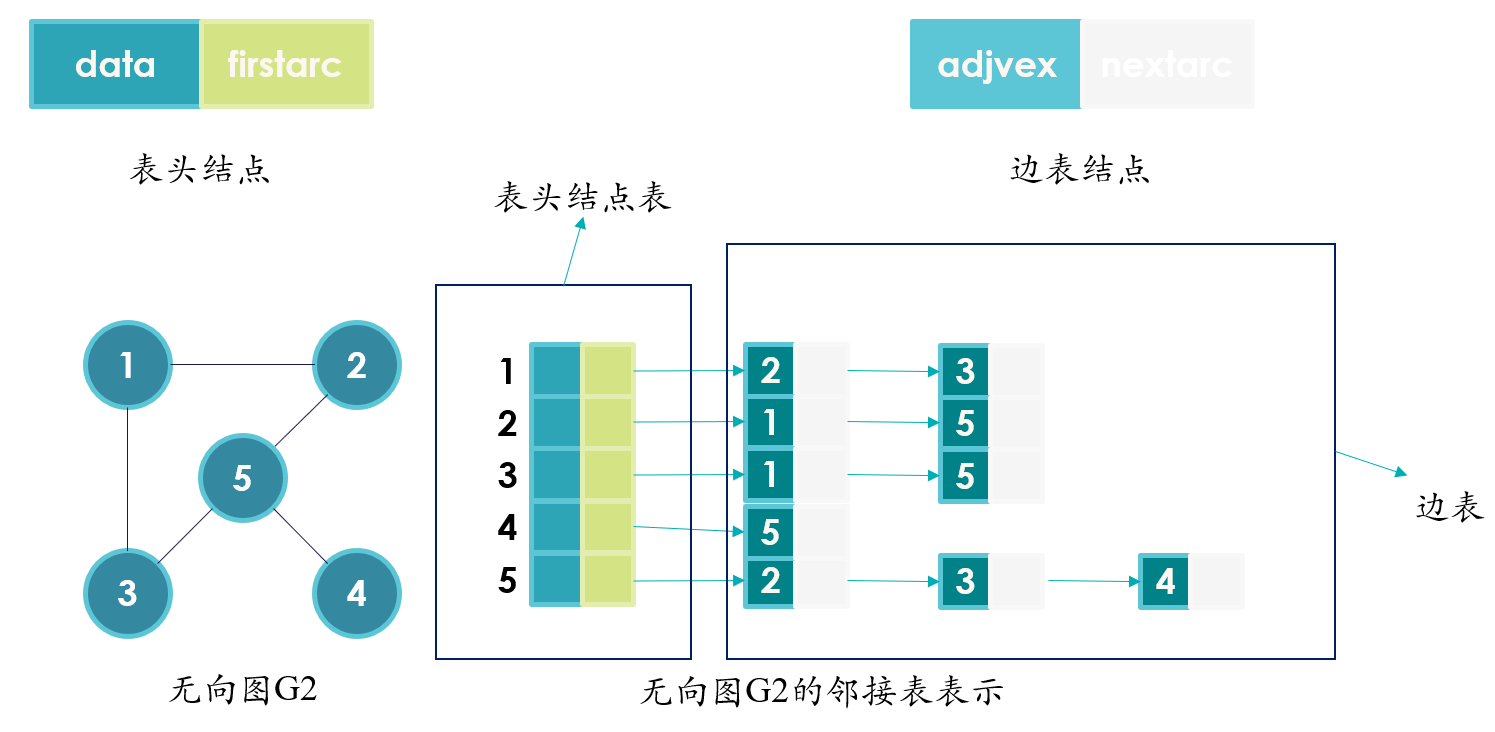 data firstarc
adjvex nextarc
表头结点
边表结点
表头结点表
1 2
5
3 4
1 2 3
2 1 5
3 1 5
4 5
5 2 3 4
边表
无向图G2
无向图G2的邻接表表示